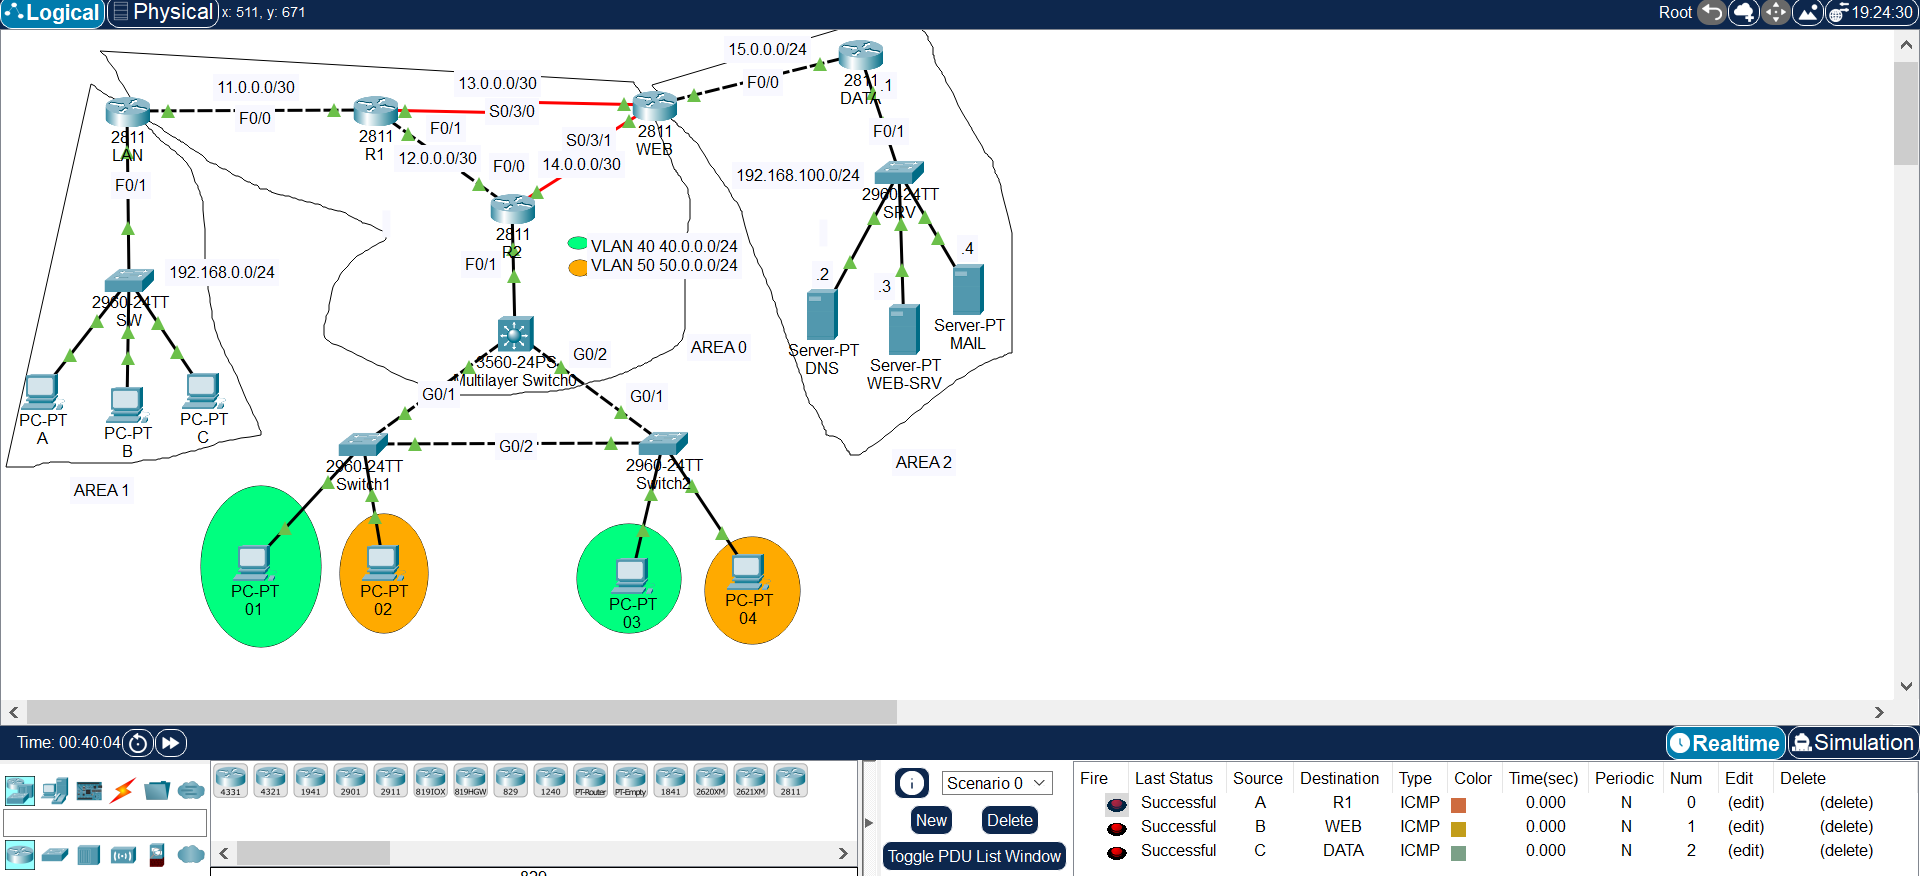 Logical
Physical
x: 511, y: 671
Root
19:24:30
15.0.0.0/24
13.0.0.0/30
11.0.0.0/30
F0/0
2811
DATA
.1
F0/0
S0/3/0
2811
LAN
2811
R1
F0/1
12.0.0.0/30
S0/3/1
2811
WEB
F0/1
F0/0
14.0.0.0/30
192.168.100.0/24
F0/1
2960-24TT
SRV
2811
R2
VLAN 40 40.0.0.0/24
VLAN 50 50.0.0.0/24
F0/1
192.168.0.0/24
.4
.2
.3
2960-24TT
SW
Server-PT
MAIL
Server-PT
DNS
Server-PT
WEB-SRV
AREA 0
G0/2
3560-24PS
Multilayer Switch0
G0/1
G0/1
PC-PT
A
PC-PT
B
PC-PT
C
G0/2
2960-24TT
Switch1
2960-24TT
Switch2
AREA 2
AREA 1
PC-PT
01
PC-PT
02
PC-PT
03
PC-PT
04
Time: 00:40:04
Realtime
Simulation
4331
4321
1941
2901
2911
819IOX
819HGW
829
1240
PT-Router
PT-Empty
1841
2620XM
2621XM
2811
829
Scenario 0
New
Delete
Toggle PDU List Window
Fire Last Status Source Destination Type Color Time(sec) Periodic Num Edit Delete
Successful A R1 ICMP 0.000 N 0 (edit) (delete)
Successful B WEB ICMP 0.000 N 1 (edit) (delete)
Successful C DATA ICMP 0.000 N 2 (edit) (delete)